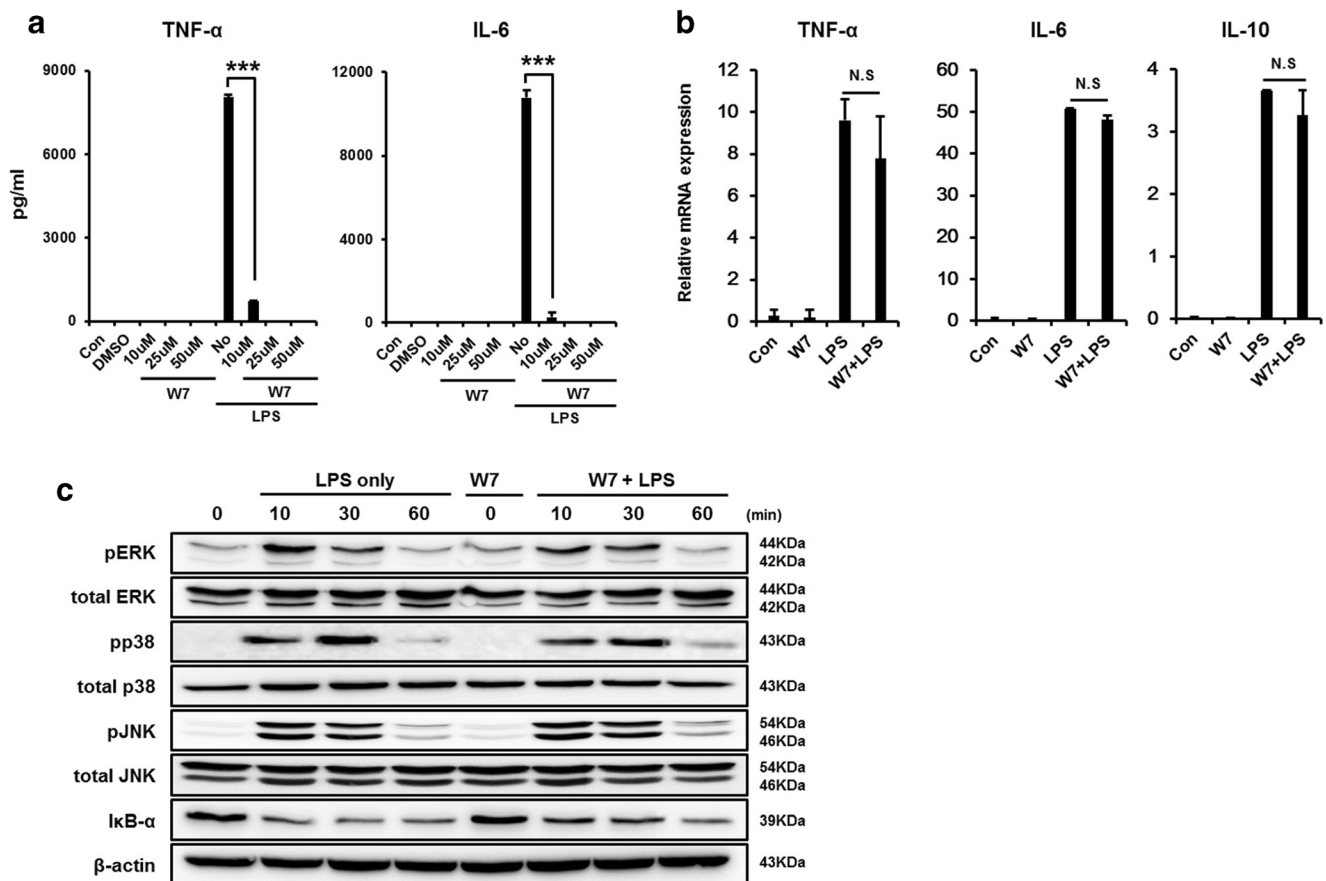 a
TNF-α
IL-6
b
TNF-α
IL-6
IL-10
pg/ml
9000
6000
3000
0
***
Con
DMSO
10uM
25uM
50uM
No
10uM
25uM
50uM
W7
W7
LPS
12000
9000
6000
3000
0
***
Con
DMSO
10uM
25uM
50uM
No
10uM
25uM
50uM
W7
W7
LPS
Relative mRNA expression
12
10
8
6
4
2
0
N.S
Con
W7
LPS
W7+LPS
60
50
40
30
20
10
0
N.S
Con
W7
LPS
W7+LPS
4
3
2
1
0
N.S
Con
W7
LPS
W7+LPS
c
LPS only W7 W7 + LPS
0 10 30 60 0 10 30 60 (min)
pERK 44KDa
42KDa
total ERK 44KDa
42KDa
pp38 43KDa
total p38 43KDa
pJNK 54KDa
46KDa
total JNK 54KDa
46KDa
IκB-α 39KDa
β-actin 43KDa